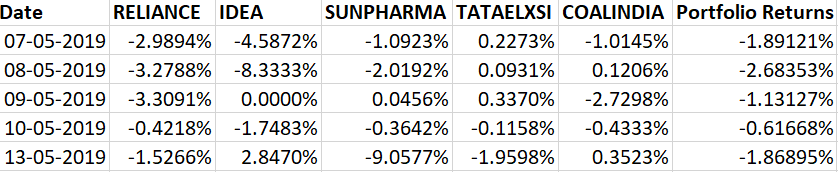 Date RELIANCE IDEA SUNPHARMA TATAELXSI COALINDIA Portfolio Returns
07-05-2019 -2.9894% -4.5872% -1.0923% 0.2273% -1.0145% -1.89121%
08-05-2019 -3.2788% -8.3333% -2.0192% 0.0931% 0.1206% -2.68353%
09-05-2019 -3.3091% 0.0000% 0.0456% 0.3370% -2.7298% -1.13127%
10-05-2019 -0.4218% -1.7483% -0.3642% -0.1158% -0.4333% -0.61668%
13-05-2019 -1.5266% 2.8470% -9.0577% -1.9598% 0.3523% -1.86895%